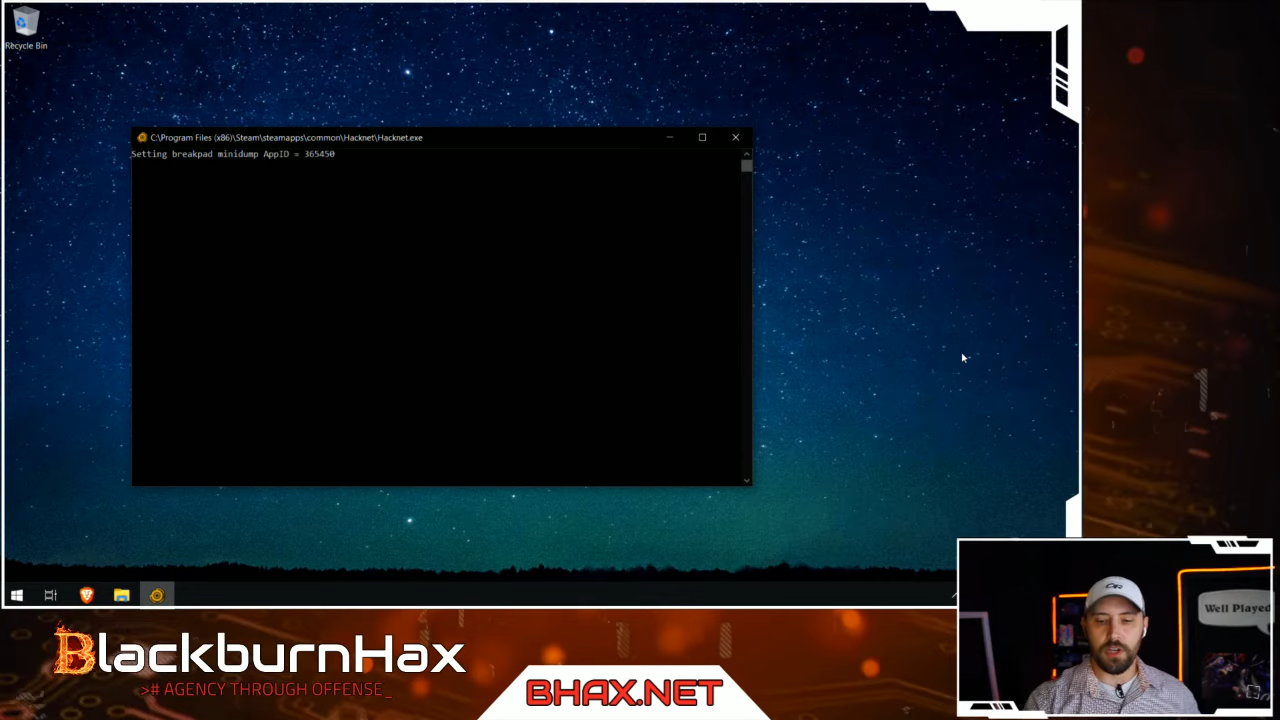 Recycle Bin
C:\Program Files (x86)\Steam\steamapps\common\Hacknet\Hacknet.exe
Setting breakpad minidump AppID = 365450
Well Played
BlackburnHax
># AGENCY THROUGH OFFENSE_
BHAX.NET